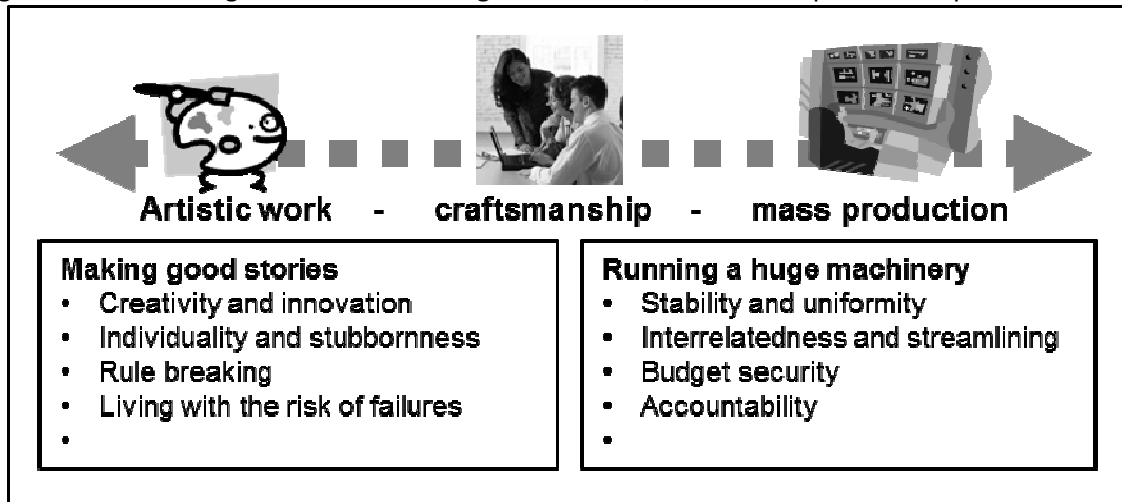 Artistic work - craftsmanship - mass production
Making good stories
• Creativity and innovation
• Individuality and stubbornness
• Rule breaking
• Living with the risk of failures
•
Running a huge machinery
• Stability and uniformity
• Interrelatedness and streamlining
• Budget security
• Accountability
•